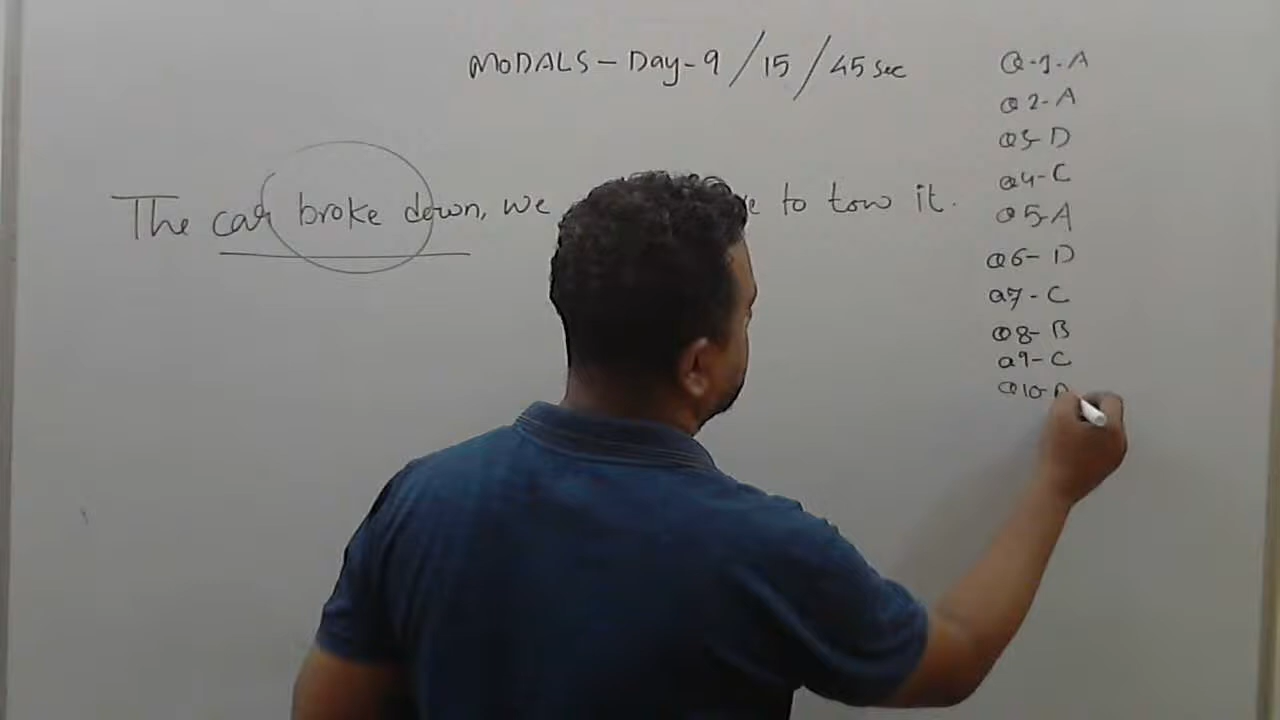 MODALS - Day - 9 / 15 / 45 sec
The car broke down, we to tow it.
Q-1-A
Q2-A
Q3-D
Q4-C
Q5-A
Q6-D
Q7-C
Q8-B
Q9-C
Q10-